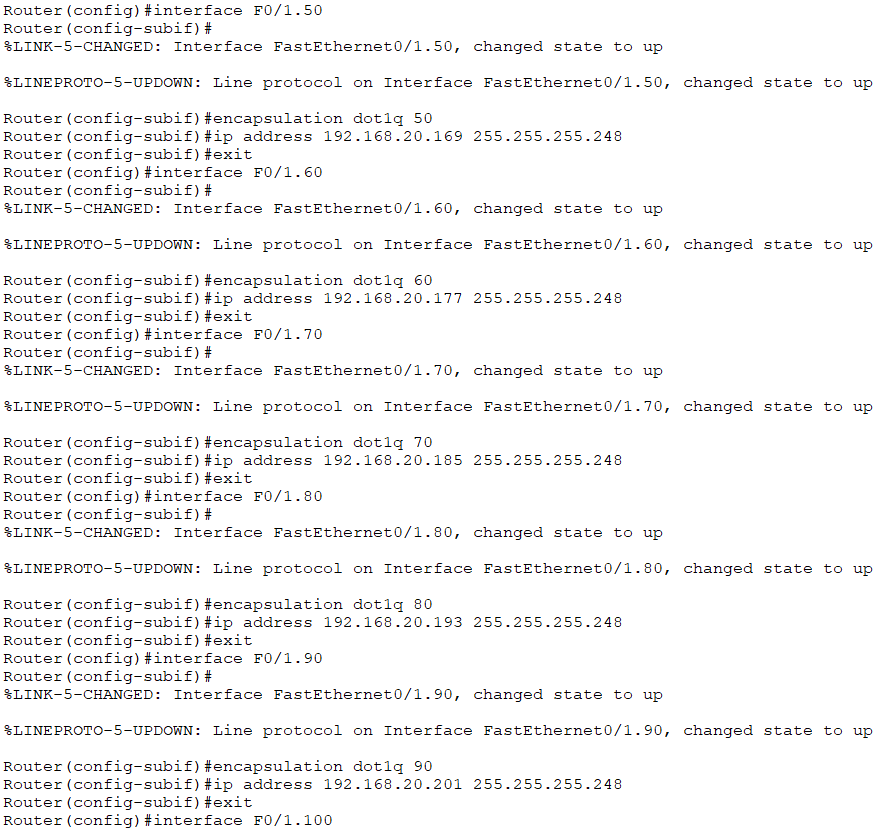 Router(config)#interface F0/1.50
Router(config-subif)#
%LINK-5-CHANGED: Interface FastEthernet0/1.50, changed state to up
%LINEPROTO-5-UPDOWN: Line protocol on Interface FastEthernet0/1.50, changed state to up
Router(config-subif)#encapsulation dot1q 50
Router(config-subif)#ip address 192.168.20.169 255.255.255.248
Router(config-subif)#exit
Router(config)#interface F0/1.60
Router(config-subif)#
%LINK-5-CHANGED: Interface FastEthernet0/1.60, changed state to up
%LINEPROTO-5-UPDOWN: Line protocol on Interface FastEthernet0/1.60, changed state to up
Router(config-subif)#encapsulation dot1q 60
Router(config-subif)#ip address 192.168.20.177 255.255.255.248
Router(config-subif)#exit
Router(config)#interface F0/1.70
Router(config-subif)#
%LINK-5-CHANGED: Interface FastEthernet0/1.70, changed state to up
%LINEPROTO-5-UPDOWN: Line protocol on Interface FastEthernet0/1.70, changed state to up
Router(config-subif)#encapsulation dot1q 70
Router(config-subif)#ip address 192.168.20.185 255.255.255.248
Router(config-subif)#exit
Router(config)#interface F0/1.80
Router(config-subif)#
%LINK-5-CHANGED: Interface FastEthernet0/1.80, changed state to up
%LINEPROTO-5-UPDOWN: Line protocol on Interface FastEthernet0/1.80, changed state to up
Router(config-subif)#encapsulation dot1q 80
Router(config-subif)#ip address 192.168.20.193 255.255.255.248
Router(config-subif)#exit
Router(config)#interface F0/1.90
Router(config-subif)#
%LINK-5-CHANGED: Interface FastEthernet0/1.90, changed state to up
%LINEPROTO-5-UPDOWN: Line protocol on Interface FastEthernet0/1.90, changed state to up
Router(config-subif)#encapsulation dot1q 90
Router(config-subif)#ip address 192.168.20.201 255.255.255.248
Router(config-subif)#exit
Router(config)#interface F0/1.100